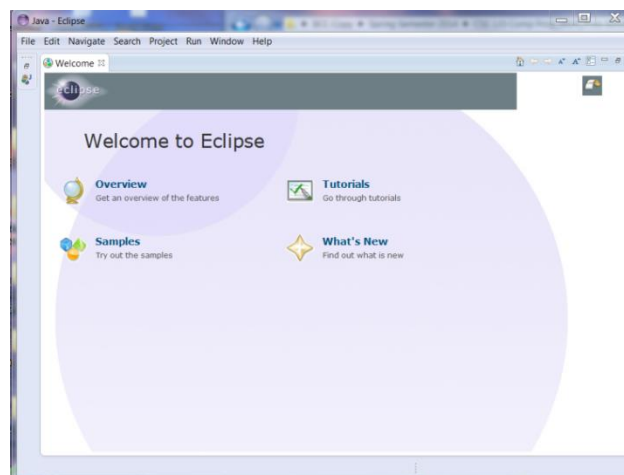 Java - Eclipse
File Edit Navigate Search Project Run Window Help
Welcome
eclipse
Welcome to Eclipse
Overview
Get an overview of the features
Tutorials
Go through tutorials
Samples
Try out the samples
What's New
Find out what is new